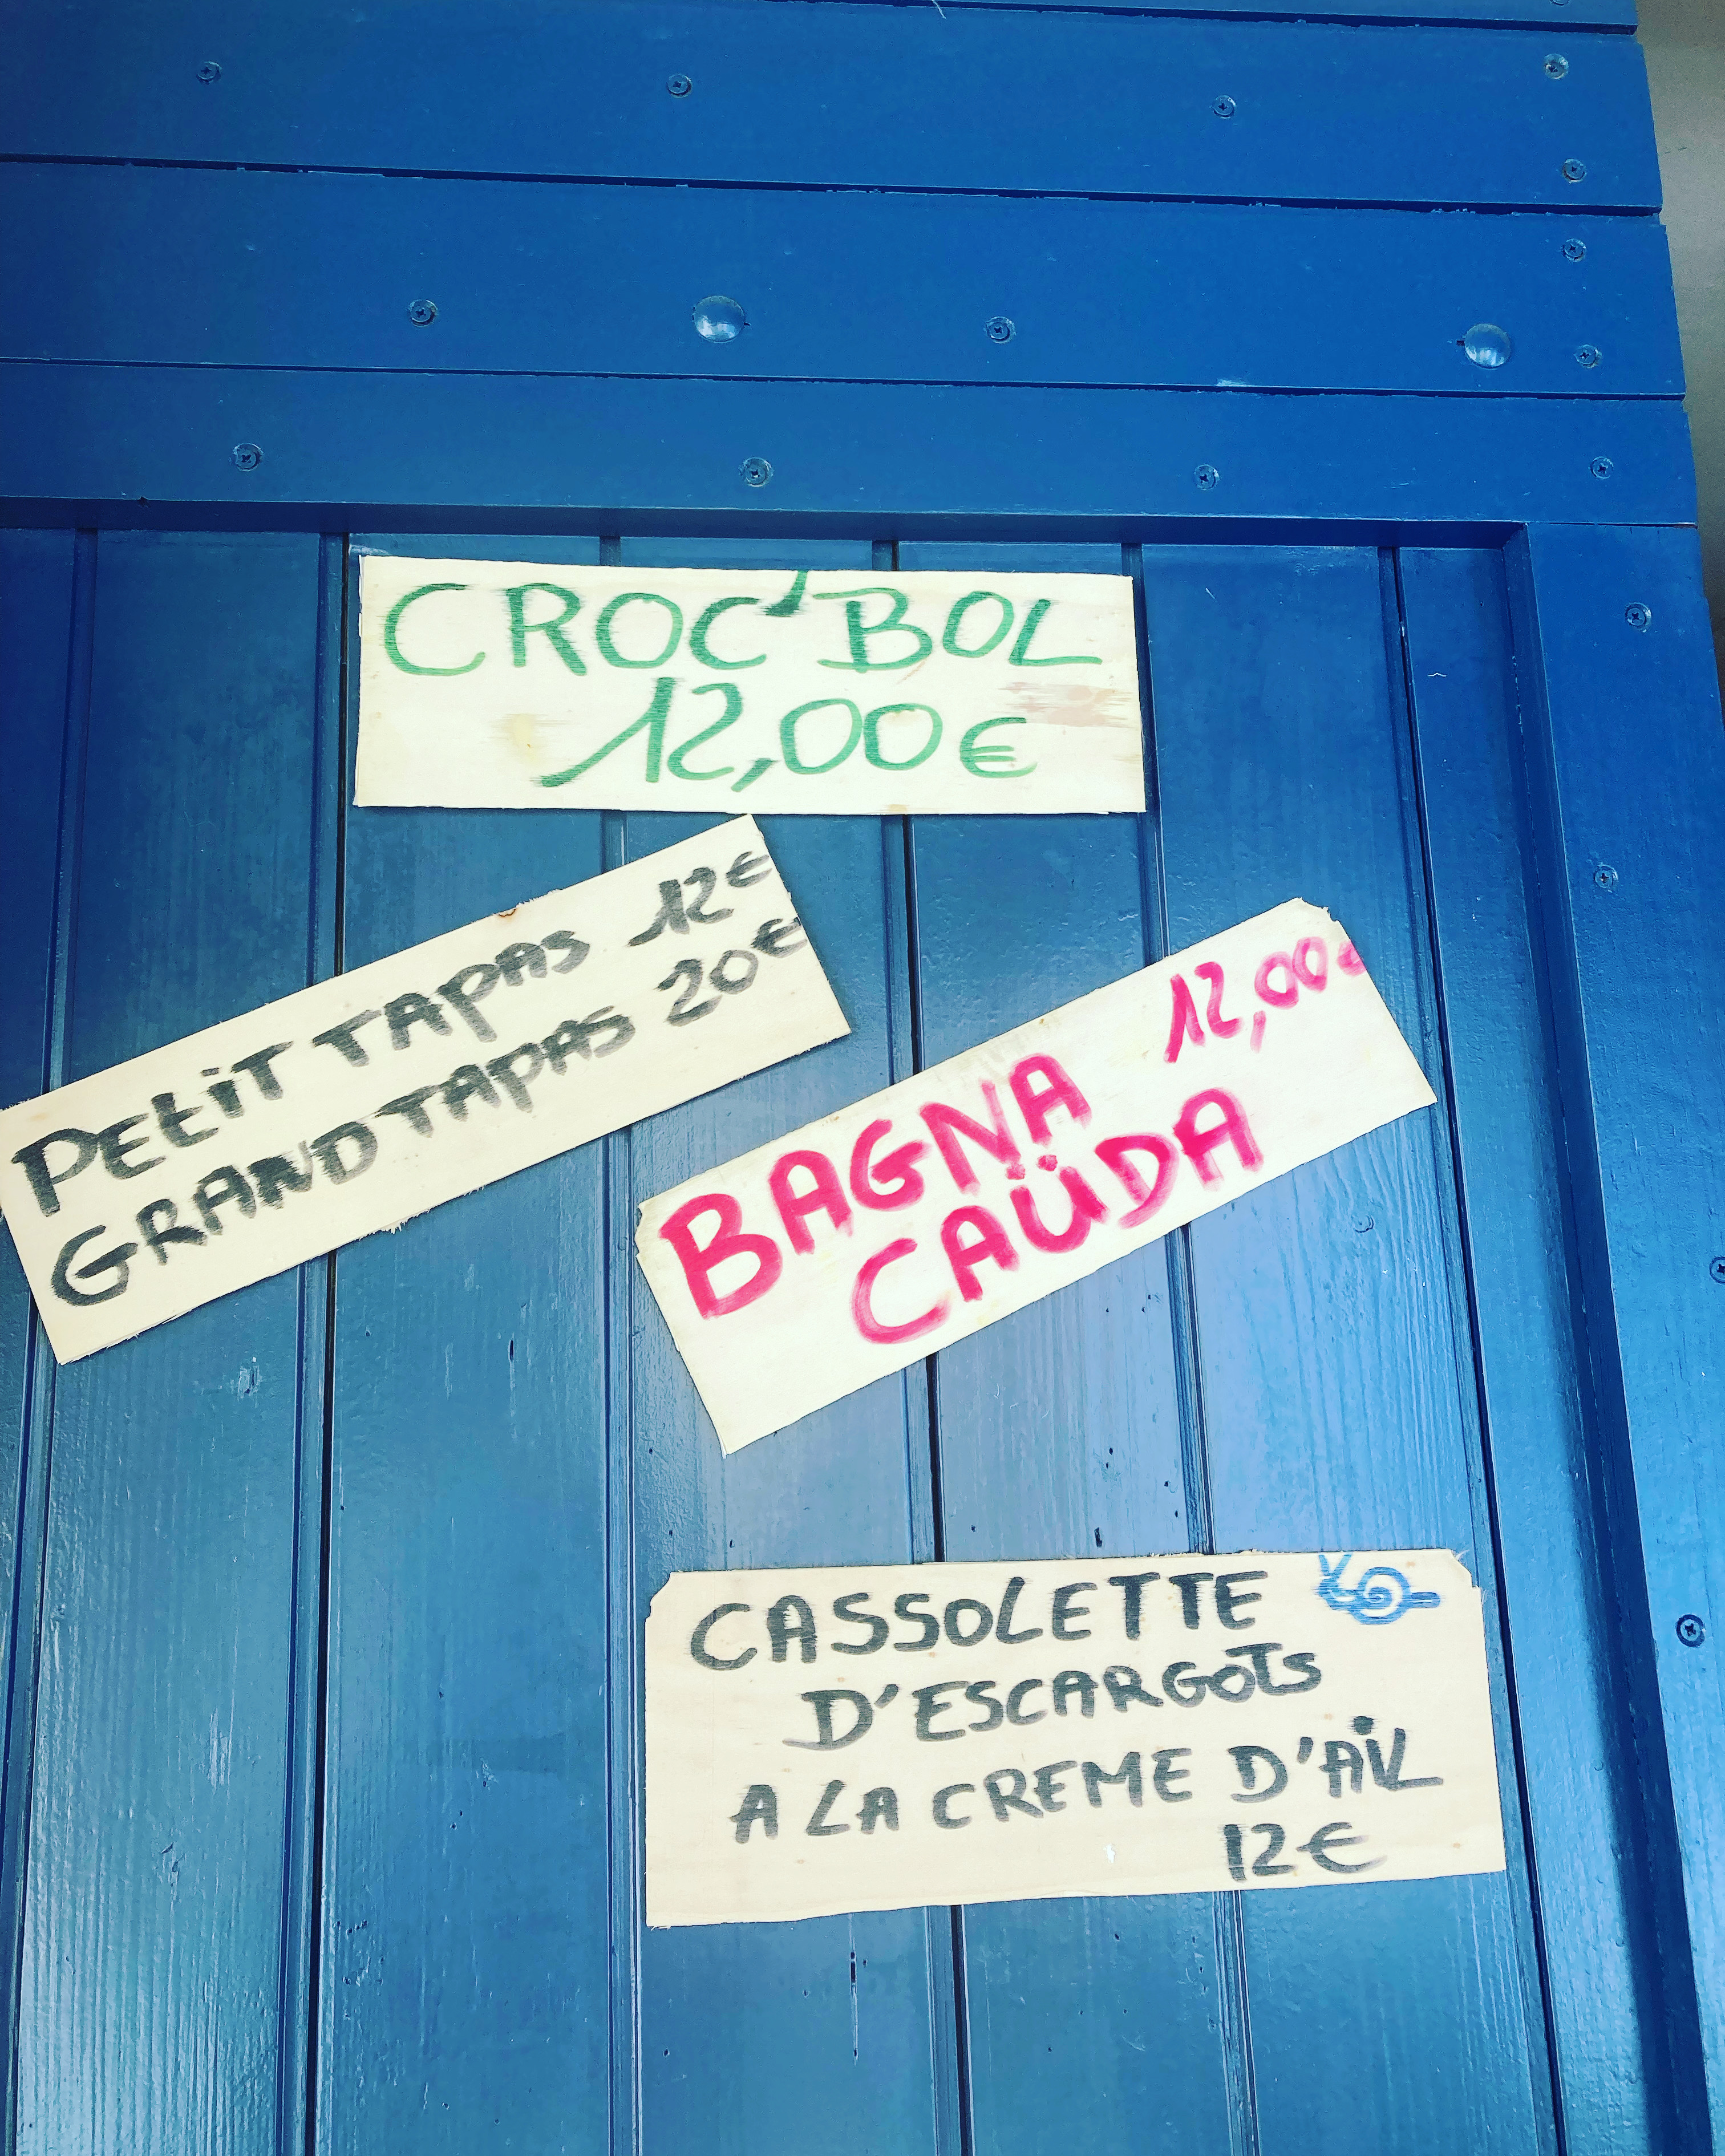 CROC'BOL
12,00€
PETIT TAPAS 12€
GRAND TAPAS 20€
BAGNA 12,00€
CAÜDA
CASSOLETTE
D'ESCARGOTS
A LA CREME D'AIL
12€